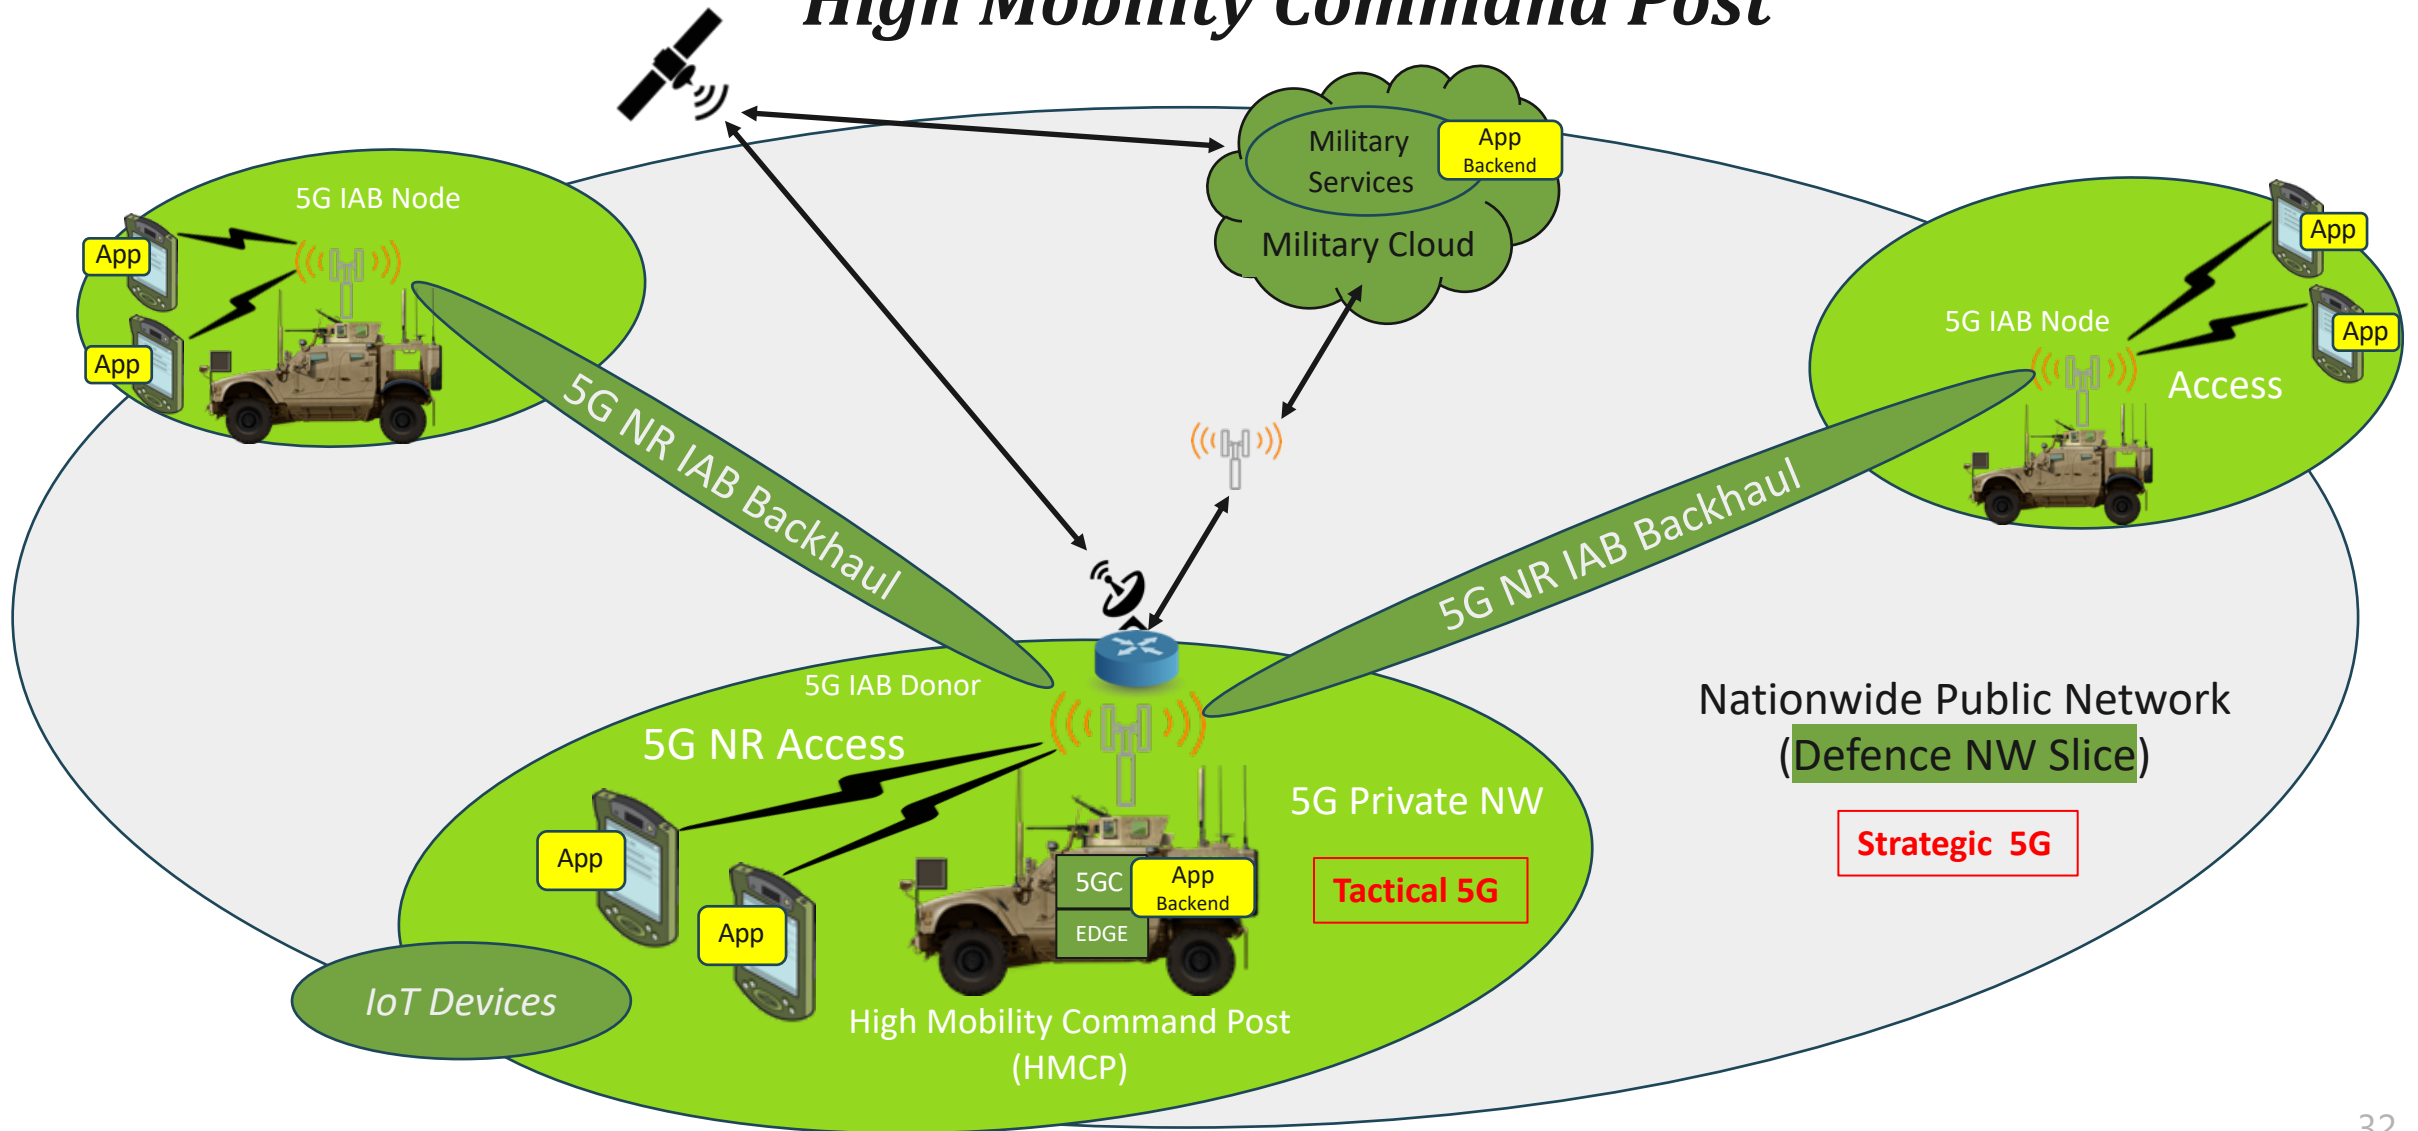 High Mobility Command Post
Military
Services
App
Backend
Military Cloud
5G IAB Node
App
App
5G IAB Node
App
App
Access
5G NR IAB Backhaul
5G NR IAB Backhaul
5G IAB Donor
5G NR Access
App
App
5G Private NW
Tactical 5G
5GC
EDGE
App
Backend
High Mobility Command Post
(HMCP)
IoT Devices
Nationwide Public Network
(Defence NW Slice)
Strategic 5G
32